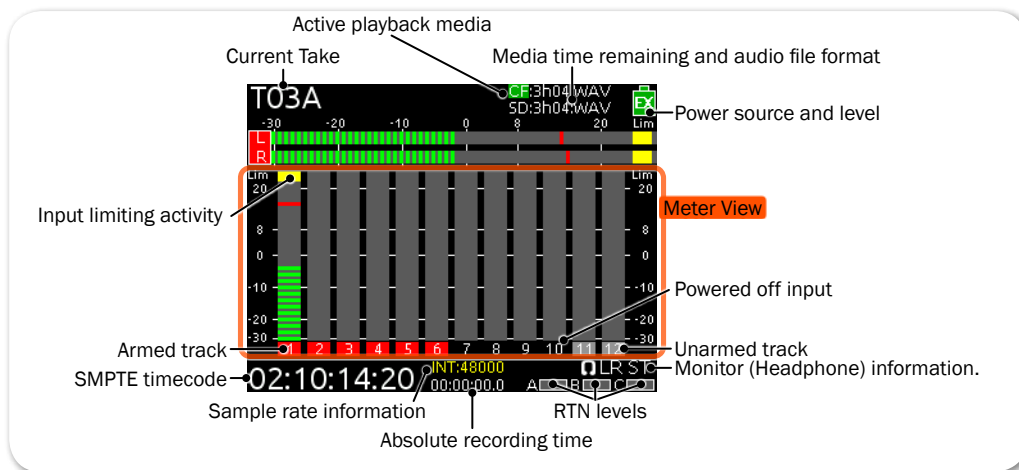 Active playback media
Current Take
Media time remaining and audio file format
T03A
CF:3h04 WAV
SD:3h04:WAV
EX
Power source and level
-30 -20 -10 0 8 20 Lim
L
R
Lim Lim
20 20
Input limiting activity
Meter View
8 8
0 0
-10 -10
Powered off input
-20 -20
-30 -30
Armed track
1 2 3 4 5 6 7 8 9 10 11 12
Unarmed track
SMPTE timecode
02:10:14:20
INT:48000
LR ST
Monitor (Headphone) information.
00:00:00.0
A B C
Sample rate information
RTN levels
Absolute recording time